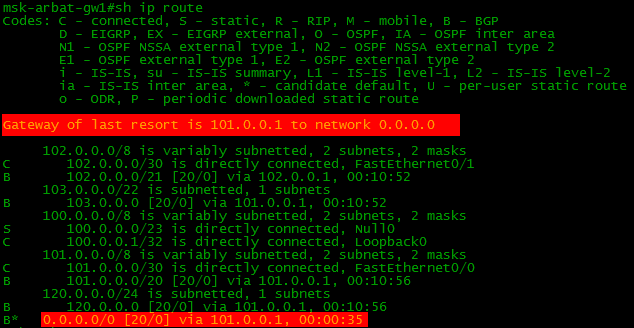 msk-arbat-gw1#sh ip route
Codes: C - connected, S - static, R - RIP, M - mobile, B - BGP
D - EIGRP, EX - EIGRP external, O - OSPF, IA - OSPF inter area
N1 - OSPF NSSA external type 1, N2 - OSPF NSSA external type 2
E1 - OSPF external type 1, E2 - OSPF external type 2
i - IS-IS, su - IS-IS summary, L1 - IS-IS level-1, L2 - IS-IS level-2
ia - IS-IS inter area, * - candidate default, U - per-user static route
o - ODR, P - periodic downloaded static route
Gateway of last resort is 101.0.0.1 to network 0.0.0.0
102.0.0.0/8 is variably subnetted, 2 subnets, 2 masks
C 102.0.0.0/30 is directly connected, FastEthernet0/1
B 102.0.0.0/21 [20/0] via 102.0.0.1, 00:10:52
103.0.0.0/22 is subnetted, 1 subnets
B 103.0.0.0 [20/0] via 101.0.0.1, 00:10:52
100.0.0.0/8 is variably subnetted, 2 subnets, 2 masks
S 100.0.0.0/23 is directly connected, Null0
C 100.0.0.1/32 is directly connected, Loopback0
101.0.0.0/8 is variably subnetted, 2 subnets, 2 masks
C 101.0.0.0/30 is directly connected, FastEthernet0/0
B 101.0.0.0/20 [20/0] via 101.0.0.1, 00:10:56
120.0.0.0/24 is subnetted, 1 subnets
B 120.0.0.0 [20/0] via 101.0.0.1, 00:10:56
B* 0.0.0.0/0 [20/0] via 101.0.0.1, 00:00:35